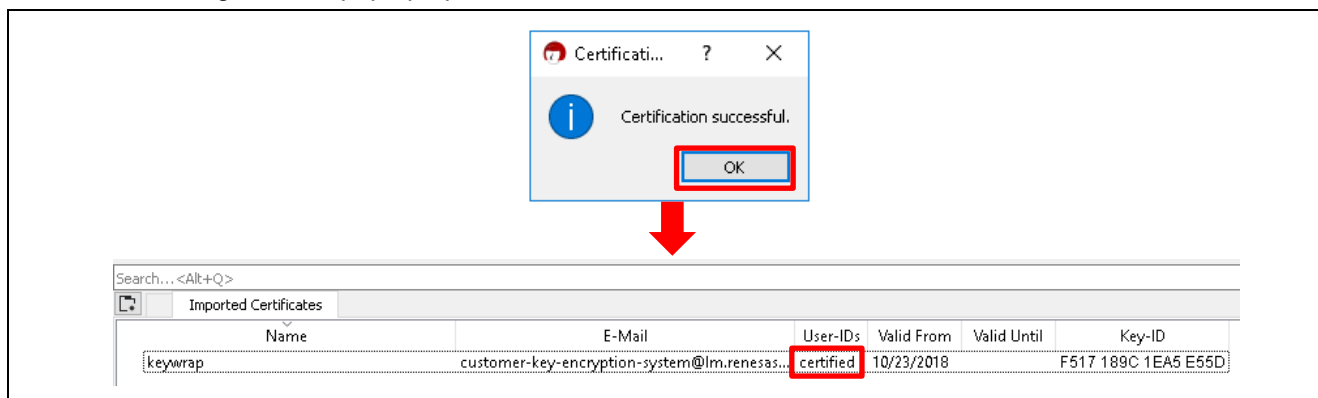 Certificati... ? ×
Certification successful.
OK
Search...<Alt+Q>
Imported Certificates
Name E-Mail User-IDs Valid From Valid Until Key-ID
keywrap customer-key-encryption-system@lm.renesas... certified 10/23/2018 F517 189C 1EA5 E55D